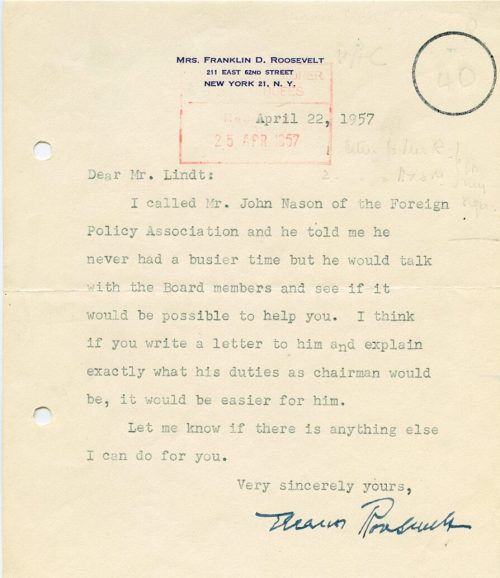 MRS. FRANKLIN D. ROOSEVELT
211 EAST 62ND STREET
NEW YORK 21, N. Y.
40
April 22, 1957
25 APR 1957
Dear Mr. Lindt:
I called Mr. John Nason of the Foreign
Policy Association and he told me he
never had a busier time but he would talk
with the Board members and see if it
would be possible to help you. I think
if you write a letter to him and explain
exactly what his duties as chairman would
be, it would be easier for him.
Let me know if there is anything else
I can do for you.
Very sincerely yours,
Eleanor Roosevelt